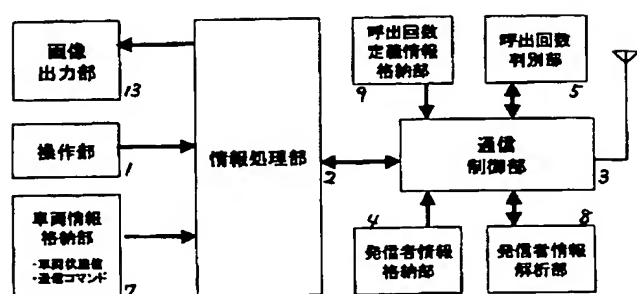 画像
出力部
13
操作部
1
車両情報
格納部
・車両状態値
・通信コマンド
7
情報処理部
2
呼出回数
定義情報
格納部
9
呼出回数
判別部
5
通信
制御部
3
4
発信者情報
格納部
8
発信者情報
解析部